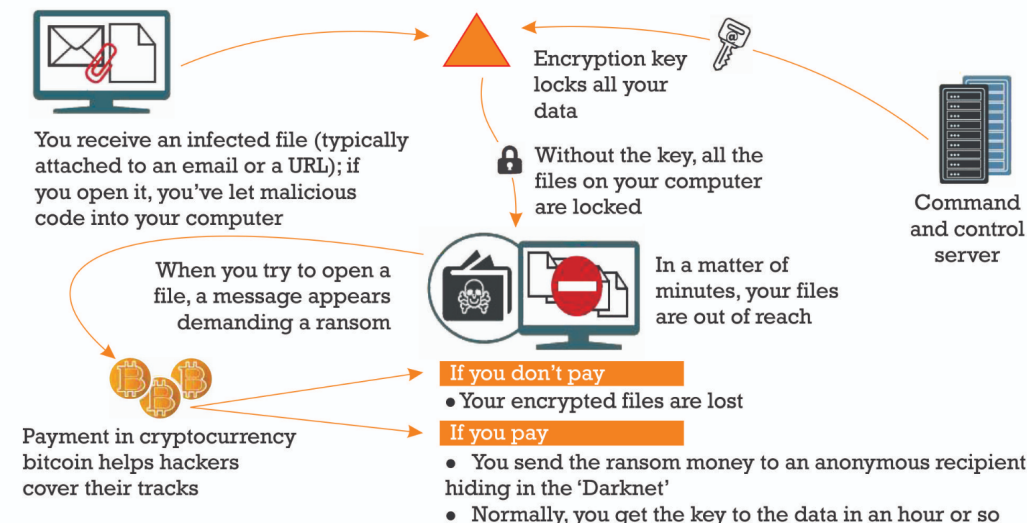 You receive an infected file (typically
attached to an email or a URL); if
you open it, you've let malicious
code into your computer
@
Encryption key
locks all your
data
Without the key, all the
files on your computer
are locked
Command
and control
server
In a matter of
minutes, your files
are out of reach
When you try to open a
file, a message appears
demanding a ransom
Payment in cryptocurrency
bitcoin helps hackers
cover their tracks
If you don't pay
• Your encrypted files are lost
If you pay
• You send the ransom money to an anonymous recipient
hiding in the 'Darknet'
• Normally, you get the key to the data in an hour or so